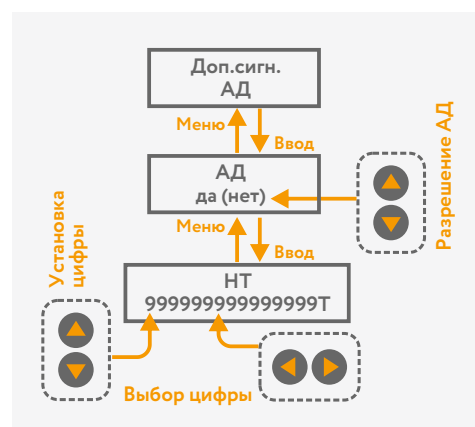 Доп.сигн.
АД
Меню
Ввод
АД
да (нет)
Разрешение АД
Меню
Ввод
Установка
цифры
НТ
999999999999999Т
Выбор цифры